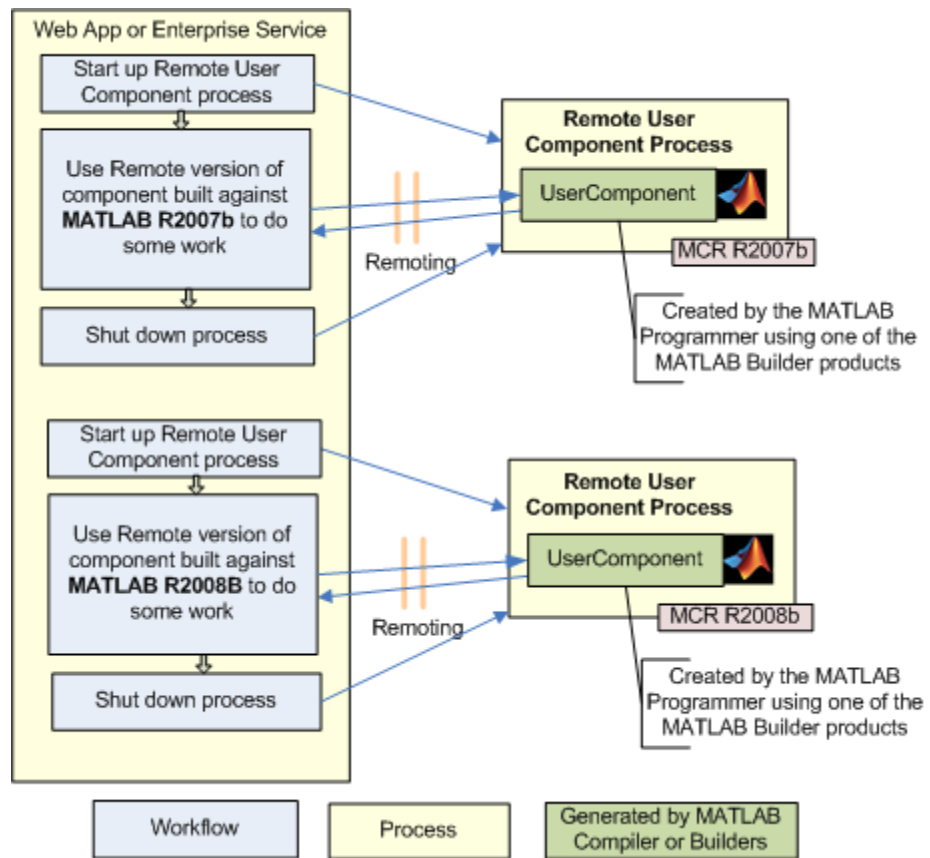 Web App or Enterprise Service
Start up Remote User
Component process
Use Remote version of
component built against
MATLAB R2007b to do
some work
Shut down process
Remoting
Remote User
Component Process
UserComponent
MCR R2007b
Created by the MATLAB
Programmer using one of the
MATLAB Builder products
Start up Remote User
Component process
Use Remote version of
component built against
MATLAB R2008B to do
some work
Shut down process
Remoting
Remote User
Component Process
UserComponent
MCR R2008b
Created by the MATLAB
Programmer using one of the
MATLAB Builder products
Workflow
Process
Generated by MATLAB
Compiler or Builders